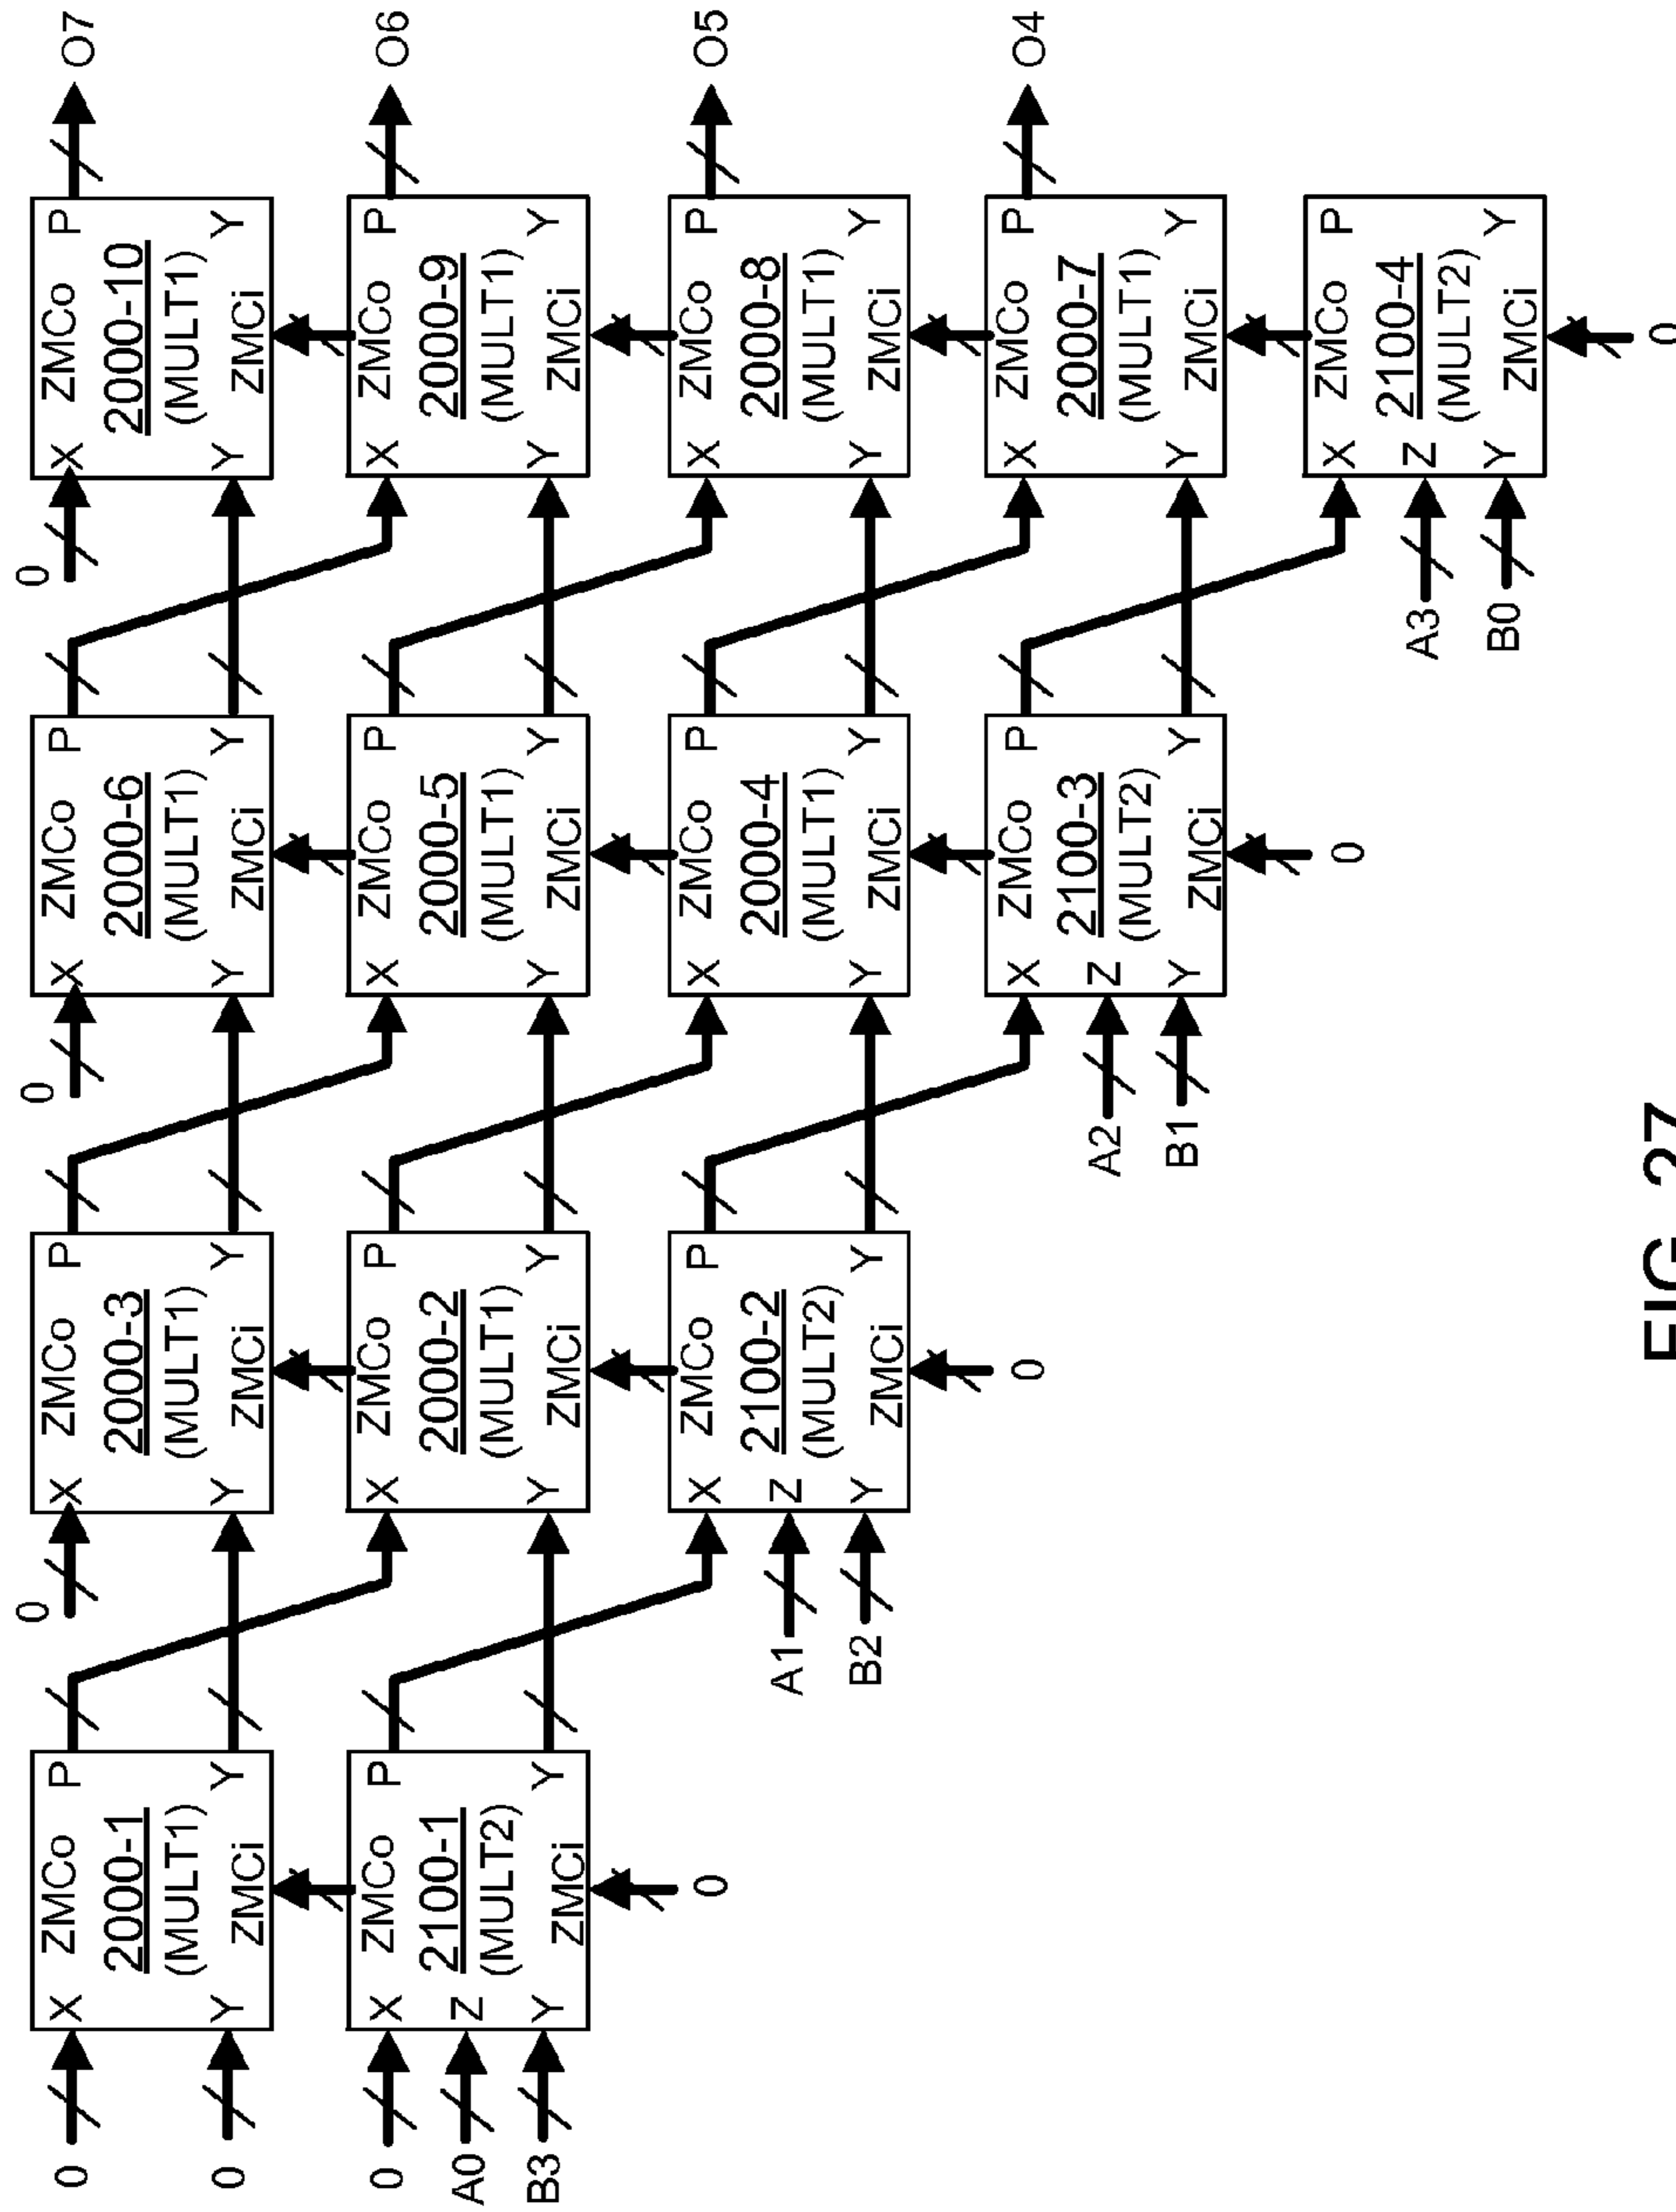 0
0
X
P
ZMCo
2000-1
(MULT1)
ZMCi
Y
Y
0
X
P
ZMCo
2000-3
(MULT1)
ZMCi
Y
Y
0
X
P
ZMCo
2000-6
(MULT1)
ZMCi
Y
Y
0
X
P
ZMCo
2000-10
(MULT1)
ZMCi
Y
Y
O7
0
A0
B3
X
P
ZMCo
Z
2100-1
(MULT2)
ZMCi
Y
Y
0
X
P
ZMCo
2000-2
(MULT1)
ZMCi
Y
Y
X
P
ZMCo
2000-5
(MULT1)
ZMCi
Y
Y
X
P
ZMCo
2000-9
(MULT1)
ZMCi
Y
Y
O6
A1
B2
X
P
ZMCo
Z
2100-2
(MULT2)
ZMCi
Y
Y
0
X
P
ZMCo
2000-4
(MULT1)
ZMCi
Y
Y
X
P
ZMCo
2000-8
(MULT1)
ZMCi
Y
Y
O5
A2
B1
X
P
ZMCo
Z
2100-3
(MULT2)
ZMCi
Y
Y
0
X
P
ZMCo
2000-7
(MULT1)
ZMCi
Y
Y
O4
A3
B0
X
P
ZMCo
Z
2100-4
(MULT2)
ZMCi
Y
Y
0
FIG. 27